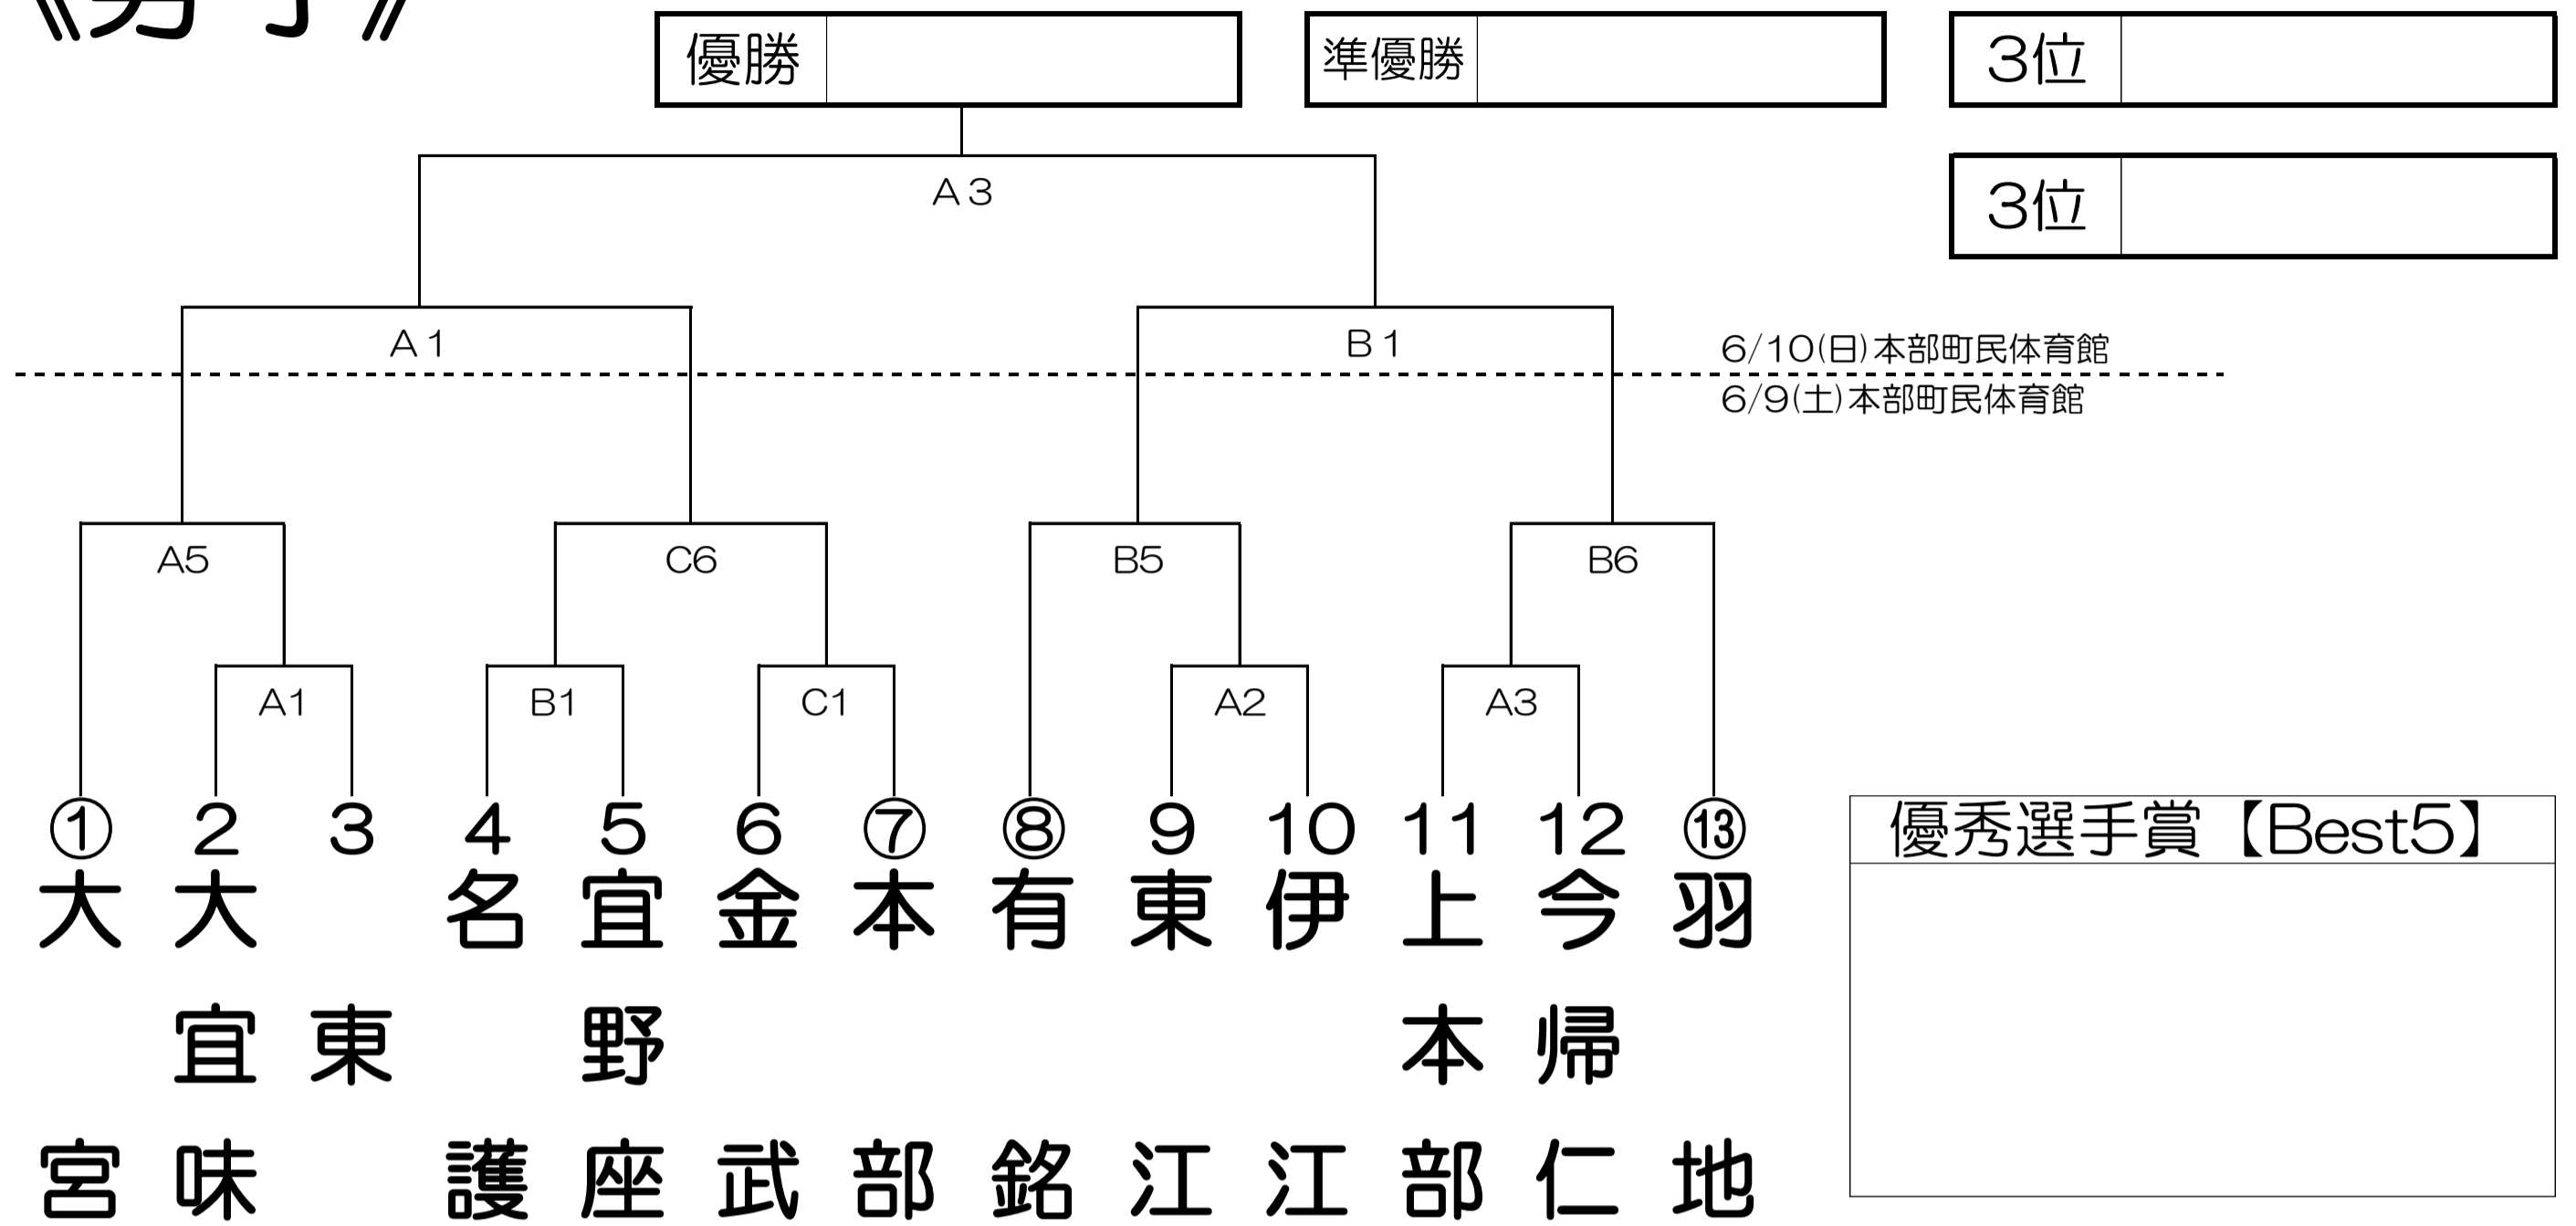 《男子》
優勝
準優勝
3位
3位
A3
A1
B1
6/10(日)本部町民体育館
6/9(土)本部町民体育館
A5
C6
B5
B6
A1
B1
C1
A2
A3
① 2 3 4 5 6 ⑦ ⑧ 9 10 11 12 ⑬
大宮
大宜味
東
名護
宜野座
金武
本部
有銘
東江
伊江
上本部
今帰仁
羽地
優秀選手賞【Best5】